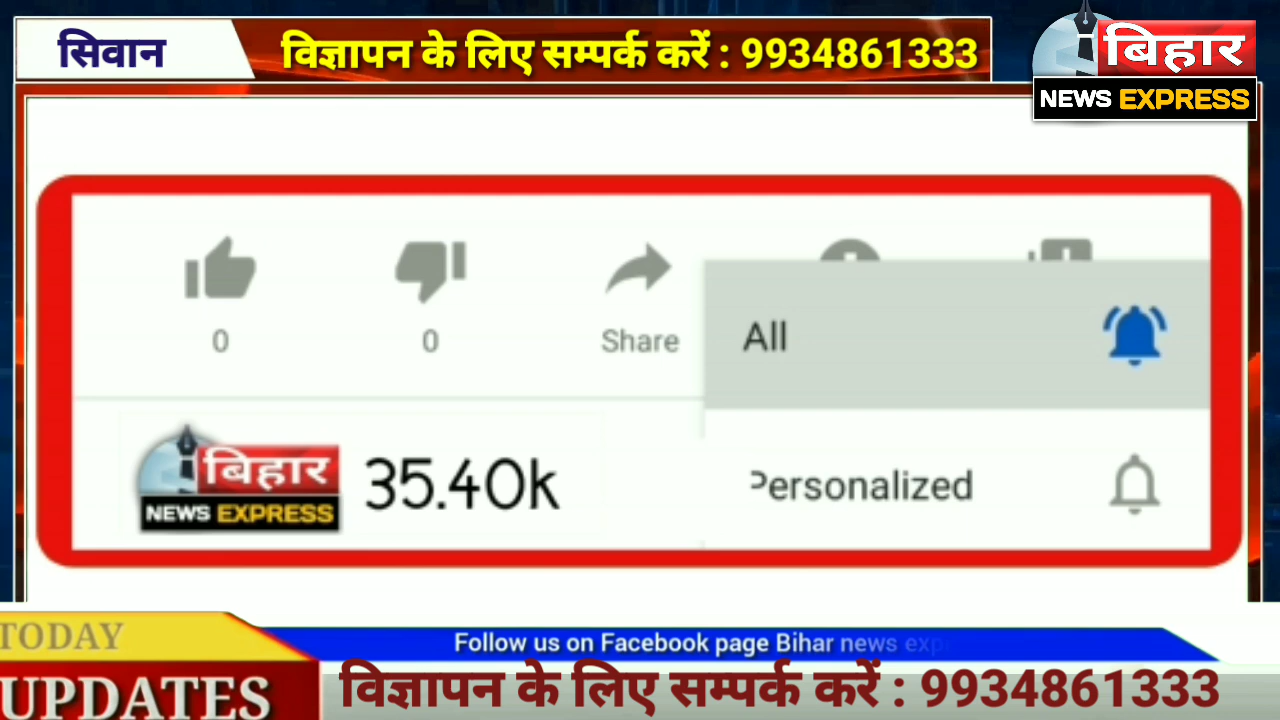 सिवान
विज्ञापन के लिए सम्पर्क करें : 9934861333
बिहार
NEWS EXPRESS
0
0
Share
All
बिहार
NEWS EXPRESS
35.40k
Personalized
TODAY
Follow us on Facebook page Bihar news exp
UPDATES
विज्ञापन के लिए सम्पर्क करें : 9934861333